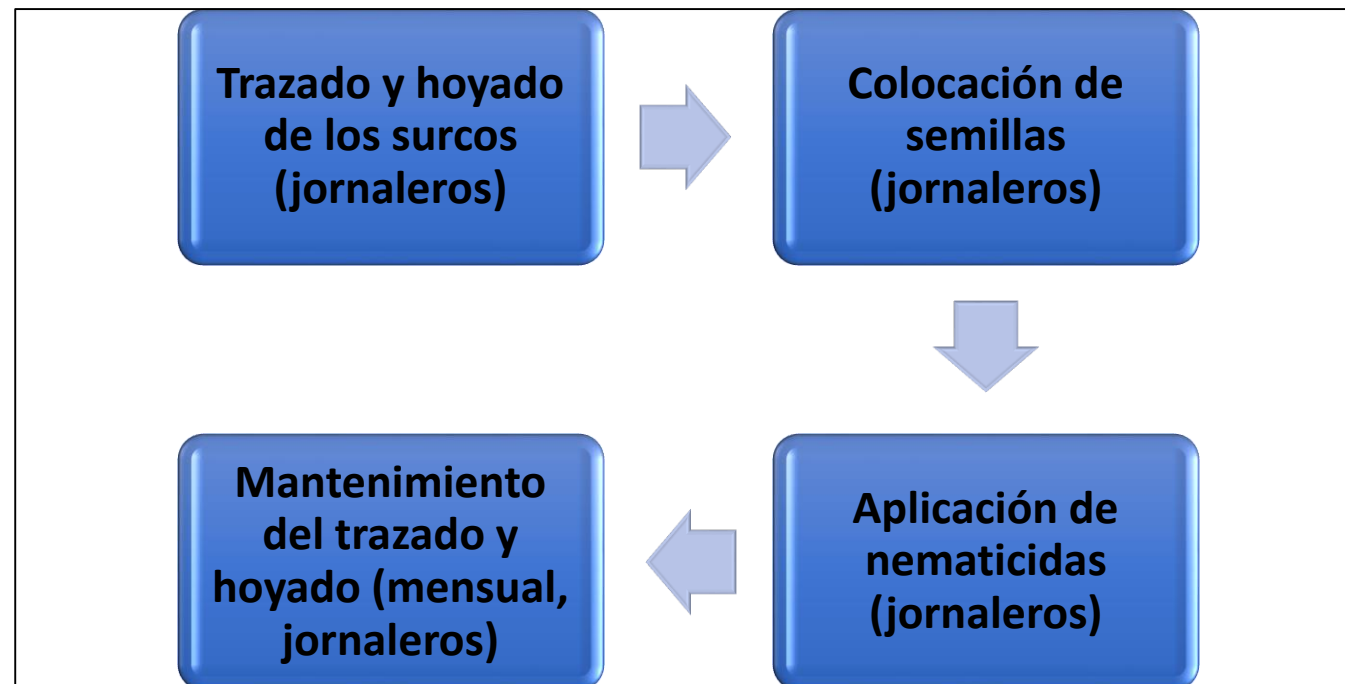 Trazado y hoyado
de los surcos
(jornaleros)
Colocación de
semillas
(jornaleros)
Aplicación de
nematicidas
(jornaleros)
Mantenimiento
del trazado y
hoyado (mensual,
jornaleros)